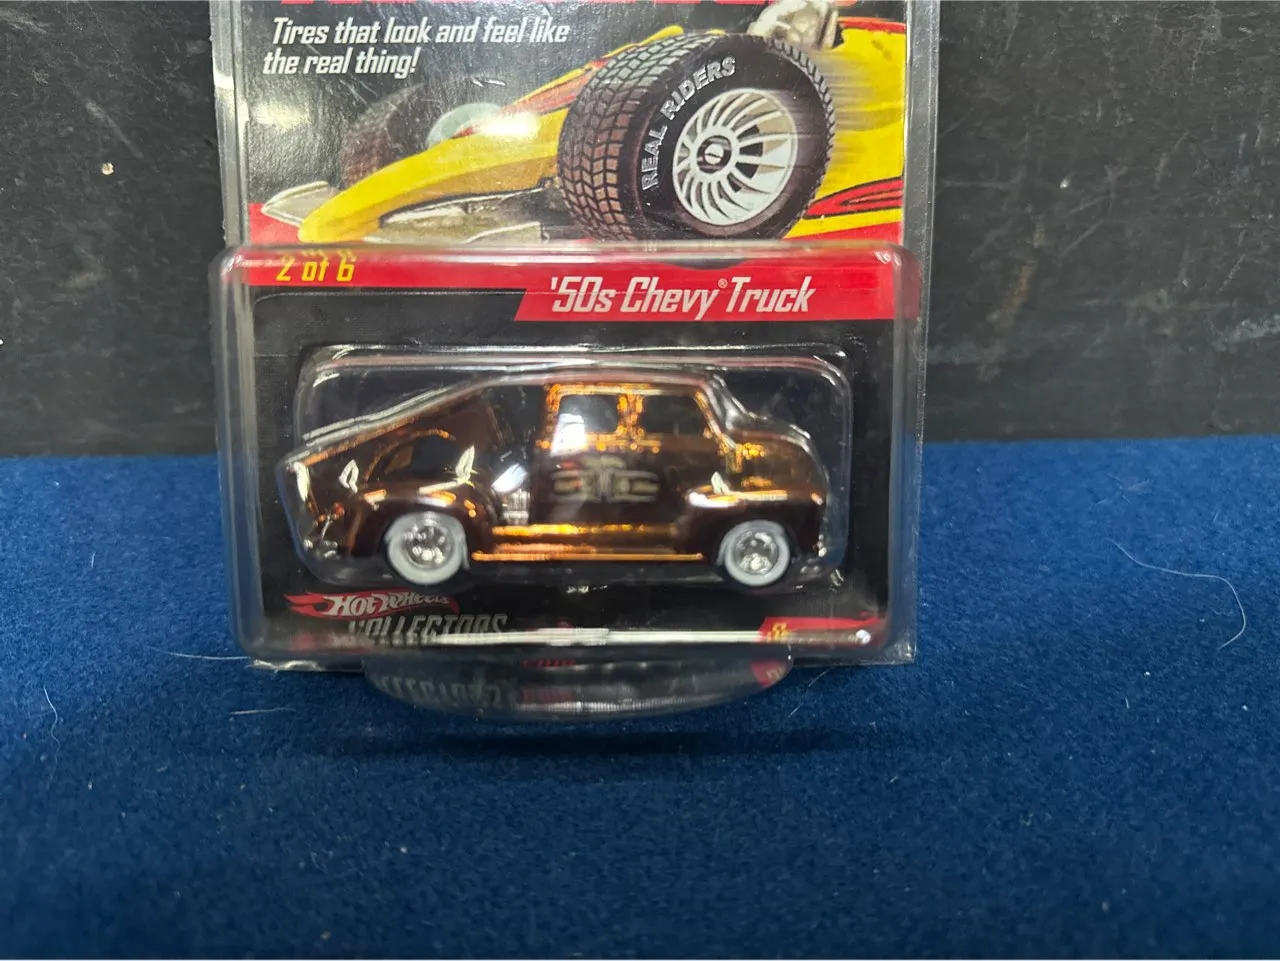 Tires that look and feel like
the real thing!
REAL RIDERS
2 of 6
'50s Chevy® Truck
Hot Wheels
COLLECTORS